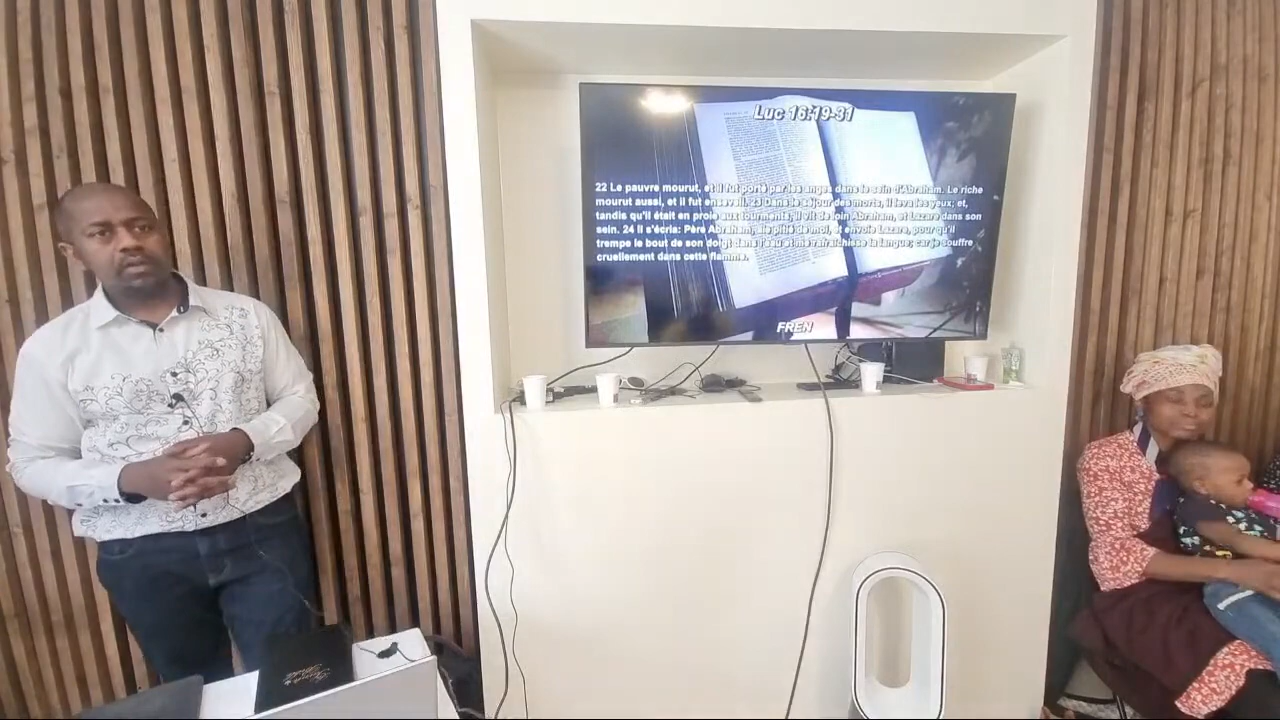 Luc 16:19-31
22 Le pauvre mourut, et il fut porté par les anges dans le sein d'Abraham. Le riche
mourut aussi, et il fut enseveli. 23 Dans le séjour des morts, il leva les yeux; et,
tandis qu'il était en proie aux tourments, il vit de loin Abraham, et Lazare dans son
sein. 24 Il s'écria: Père Abraham, aie pitié de moi, et envoie Lazare, pour qu'il
trempe le bout de son doigt dans l'eau et me rafraîchisse la langue; car je souffre
cruellement dans cette flamme.
FREN